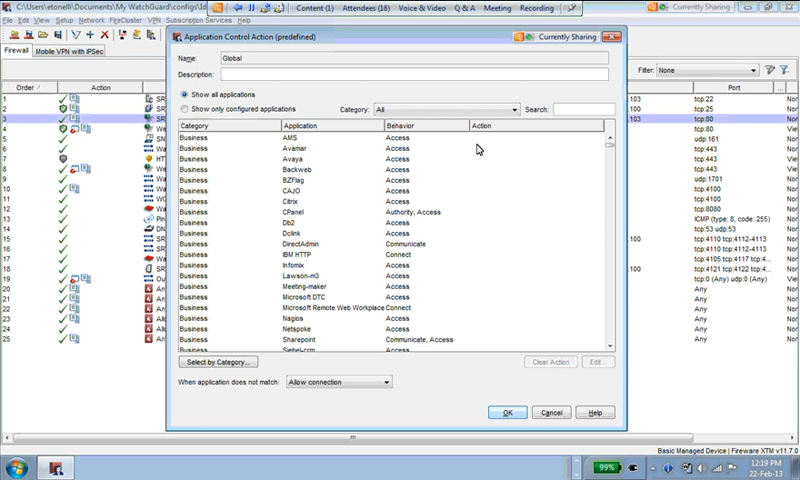 C:\Users\etonelli\Documents\My WatchGuard\configs\
Content (1) Attendees (18) Voice & Video Q & A Meeting Recording
Currently Sharing
File Edit Setup Network FireCluster VPN Subscription Services Help
Firewall Mobile VPN with IPSec
Filter: None
Order Action Port
1 .103 tcp:22
2 .103 tcp:25
3 .103 tcp:80
4 tcp:80
5 udp:161
6 tcp:443
7 tcp:443
8 tcp:443
9 udp:1701
10 tcp:4100
11 tcp:4100
12 tcp:8080
13 ICMP (type: 8, code: 255)
14 tcp:53 udp:53
15 .100 tcp:4110 tcp:4112-4113
16 .100 tcp:4107 tcp:4112-4113
17 tcp:4105 tcp:4117 tcp:4
18 .100 tcp:4121 tcp:4122 tcp:4
19 tcp:0 (Any) udp:0 (Any)
20 Any
21 Any
22 Any
23 Any
24 Any
25 Any
Application Control Action (predefined)
Currently Sharing
Name: Global
Description:
Show all applications
Show only configured applications Category: All Search:
Category Application Behavior Action
Business AMS Access
Business Avamar Access
Business Avaya Access
Business Backweb Access
Business BZFlag Access
Business CAJO Access
Business Citrix Access
Business CPanel Authority, Access
Business Db2 Access
Business Dclink Access
Business DirectAdmin Communicate
Business IBM HTTP Connect
Business Infomix Access
Business Lawson-m3 Access
Business Meeting-maker Access
Business Microsoft DTC Access
Business Microsoft Remote Web Workplace Connect
Business Nagios Access
Business Netspoke Access
Business Sharepoint Communicate, Access
Business Siebel-crm Access
Select by Category... Clear Action Edit...
When application does not match: Allow connection
OK Cancel Help
Basic Managed Device | Fireware XTM v11.7.0
99% 12:19 PM
22-Feb-13